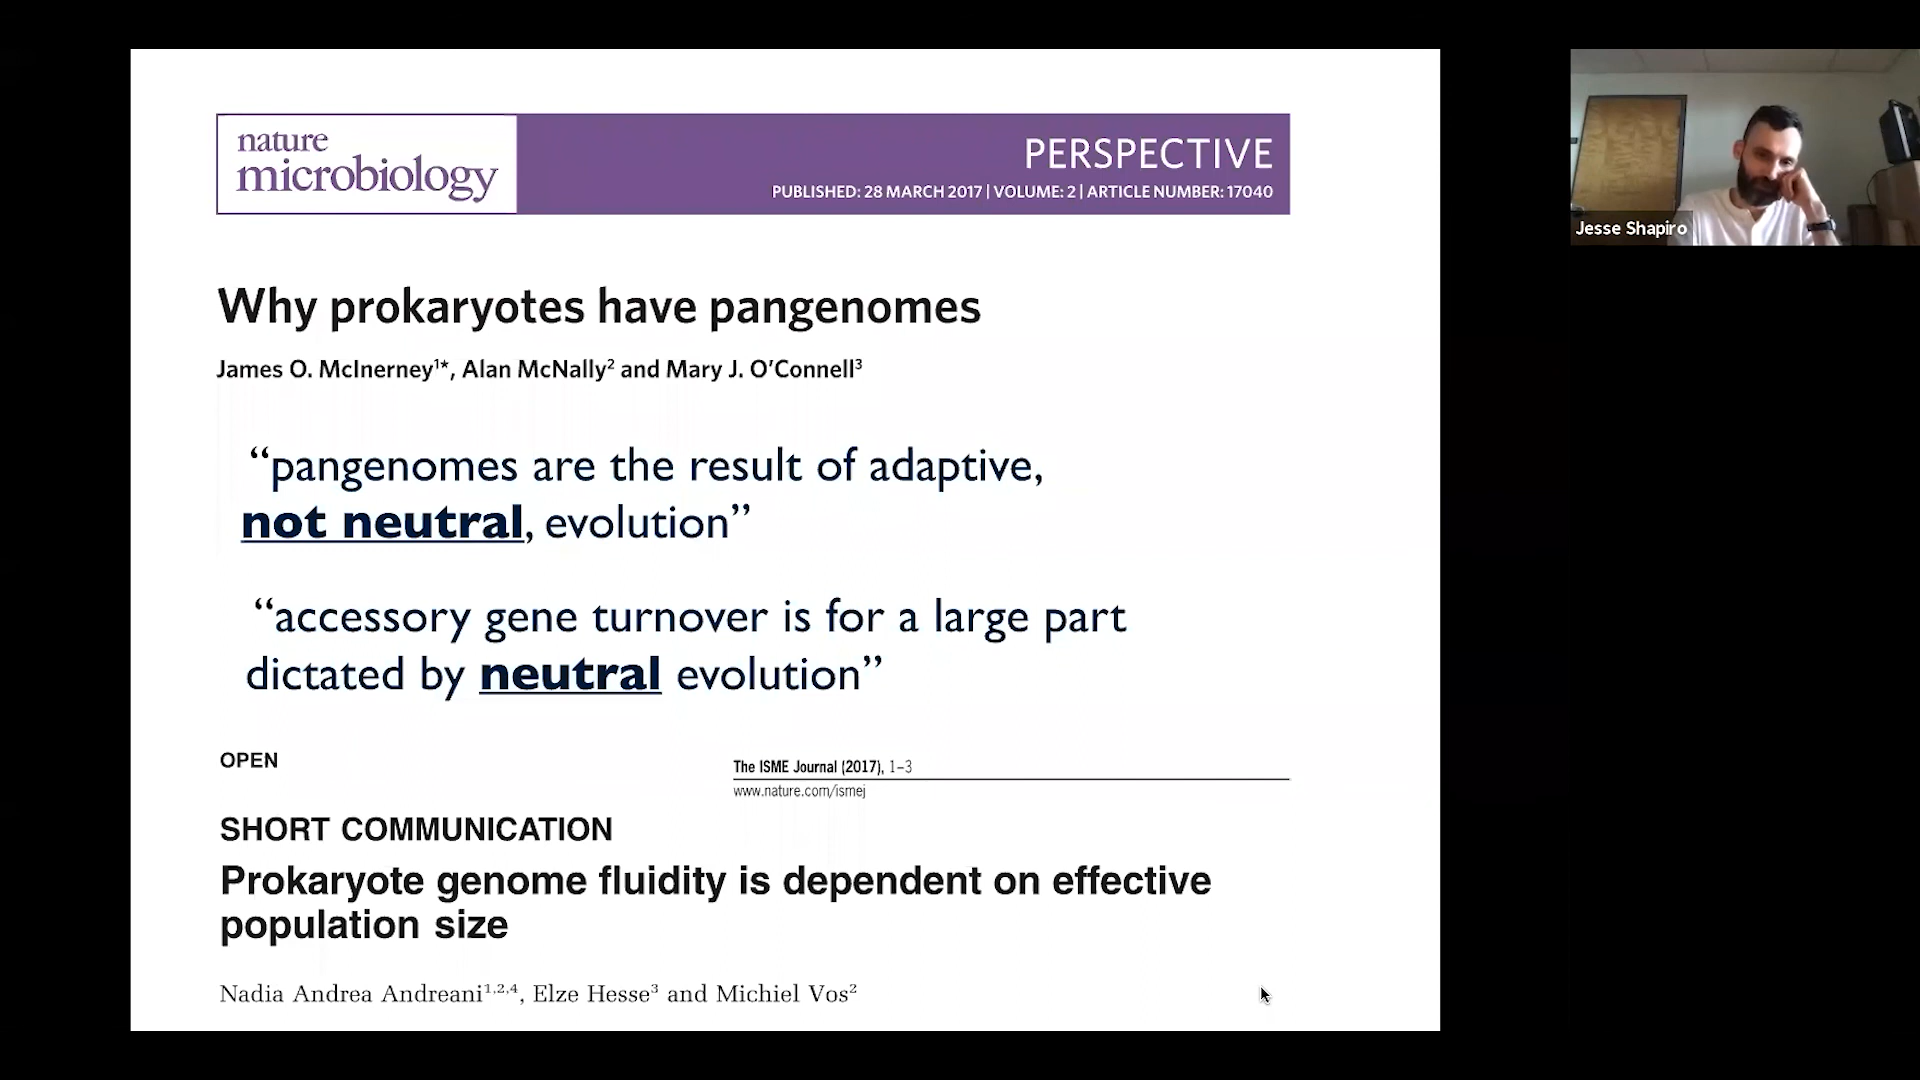 nature
microbiology
PERSPECTIVE
PUBLISHED: 28 MARCH 2017 | VOLUME: 2 | ARTICLE NUMBER: 17040
Jesse Shapiro
Why prokaryotes have pangenomes
James O. McInerney¹*, Alan McNally² and Mary J. O’Connell³
“pangenomes are the result of adaptive,
not neutral, evolution”
“accessory gene turnover is for a large part
dictated by neutral evolution”
OPEN
The ISME Journal (2017), 1–3
www.nature.com/ismej
SHORT COMMUNICATION
Prokaryote genome fluidity is dependent on effective
population size
Nadia Andrea Andreani¹,²,⁴, Elze Hesse³ and Michiel Vos²